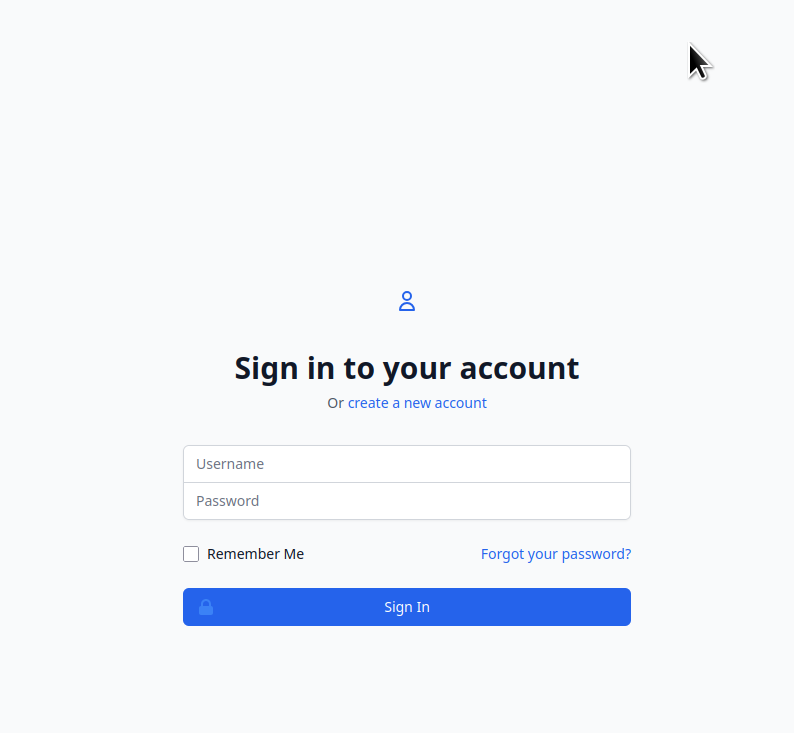 Sign in to your account
Or create a new account
Username
Password
Remember Me
Forgot your password?
Sign In